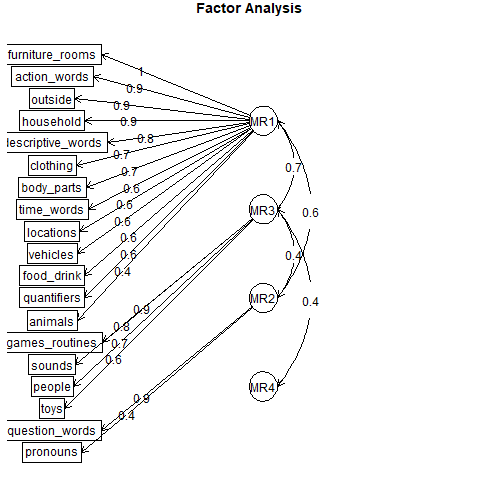 Factor Analysis
furniture_rooms
action_words
outside
household
descriptive_words
clothing
body_parts
time_words
locations
vehicles
food_drink
quantifiers
animals
games_routines
sounds
people
toys
question_words
pronouns
1
0.9
0.9
0.9
0.8
0.7
0.7
0.6
0.6
0.6
0.6
0.6
0.4
0.9
0.8
0.7
0.6
0.9
0.4
MR1
MR3
MR2
MR4
0.7
0.6
0.4
0.4